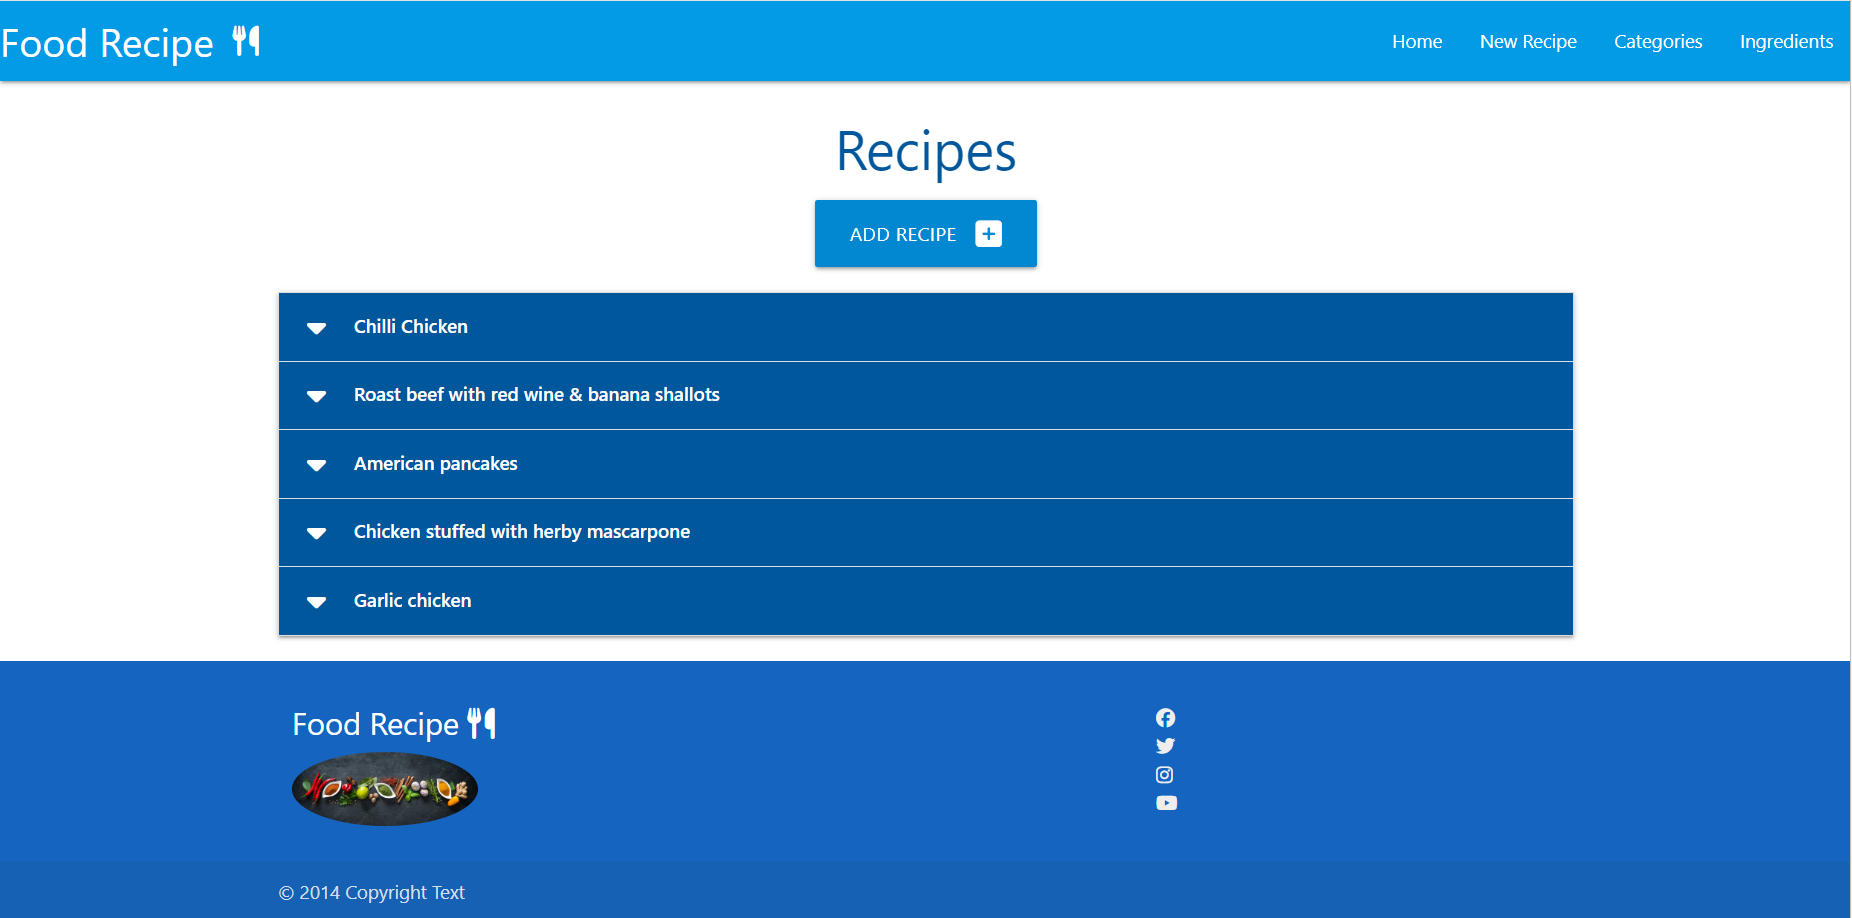 Food Recipe
Home New Recipe Categories Ingredients
Recipes
ADD RECIPE
Chilli Chicken
Roast beef with red wine & banana shallots
American pancakes
Chicken stuffed with herby mascarpone
Garlic chicken
Food Recipe
© 2014 Copyright Text